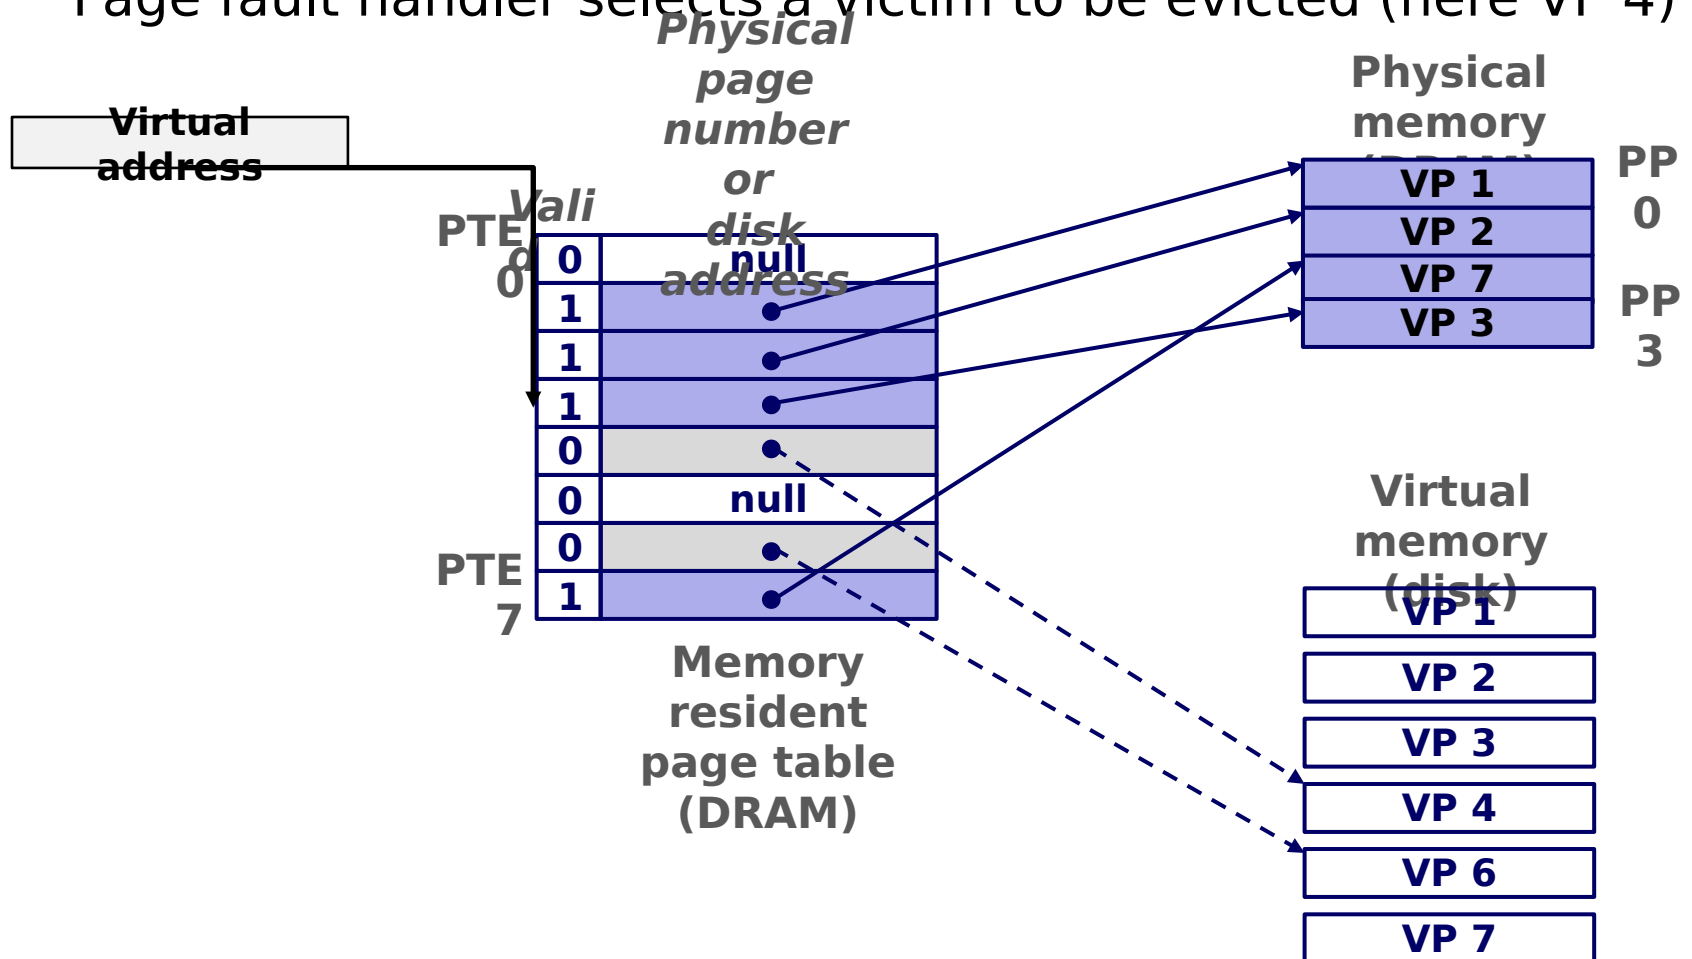 Page fault handler selects a victim to be evicted (here VP 4)
Physical
page
number
or
disk
address
Virtual
address
Vali
d
PTE
0
0
null
1
1
1
0
0
null
0
1
PTE
7
Memory
resident
page table
(DRAM)
Physical
memory
(DRAM)
VP 1
VP 2
VP 7
VP 3
PP
0
PP
3
Virtual
memory
(disk)
VP 1
VP 2
VP 3
VP 4
VP 6
VP 7